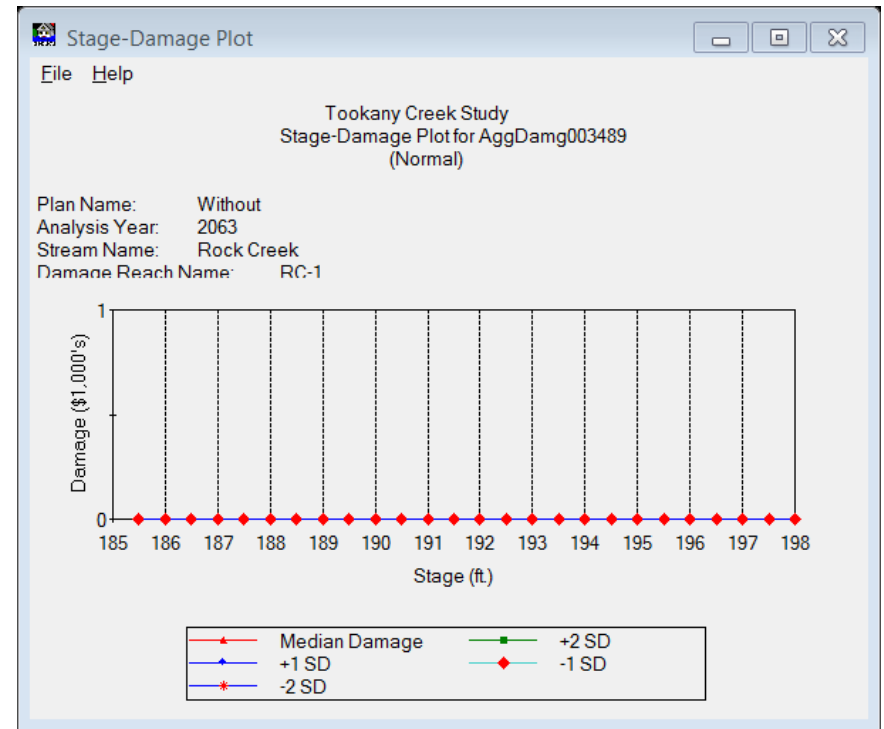 Stage-Damage Plot
File Help
Tookany Creek Study
Stage-Damage Plot for AggDamg003489
(Normal)
Plan Name: Without
Analysis Year: 2063
Stream Name: Rock Creek
Damage Reach Name: RC-1
1
Damage ($1,000's)
0
185 186 187 188 189 190 191 192 193 194 195 196 197 198
Stage (ft.)
Median Damage +2 SD
+1 SD -1 SD
-2 SD